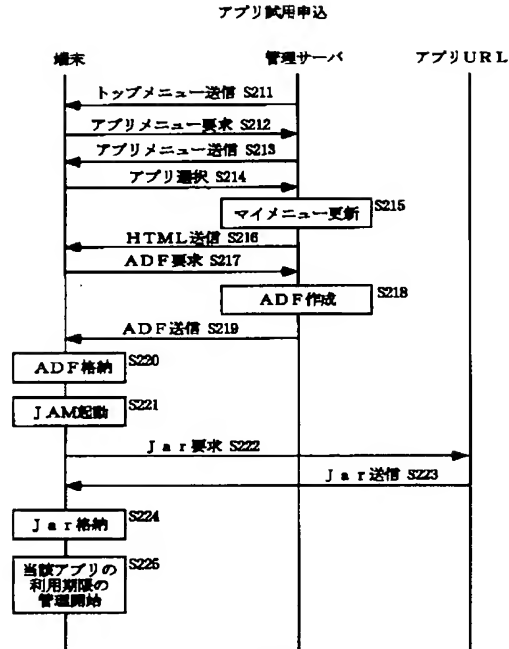 アプリ試用申込
端末
管理サーバ
アプリURL
トップメニュー送信 S211
アプリメニュー要求 S212
アプリメニュー送信 S213
アプリ選択 S214
マイメニュー更新
S215
HTML送信 S216
ADF要求 S217
ADF作成
S218
ADF送信 S219
ADF格納
S220
JAM起動
S221
Jar要求 S222
Jar送信 S223
Jar格納
S224
当該アプリの
利用期限の
管理開始
S225